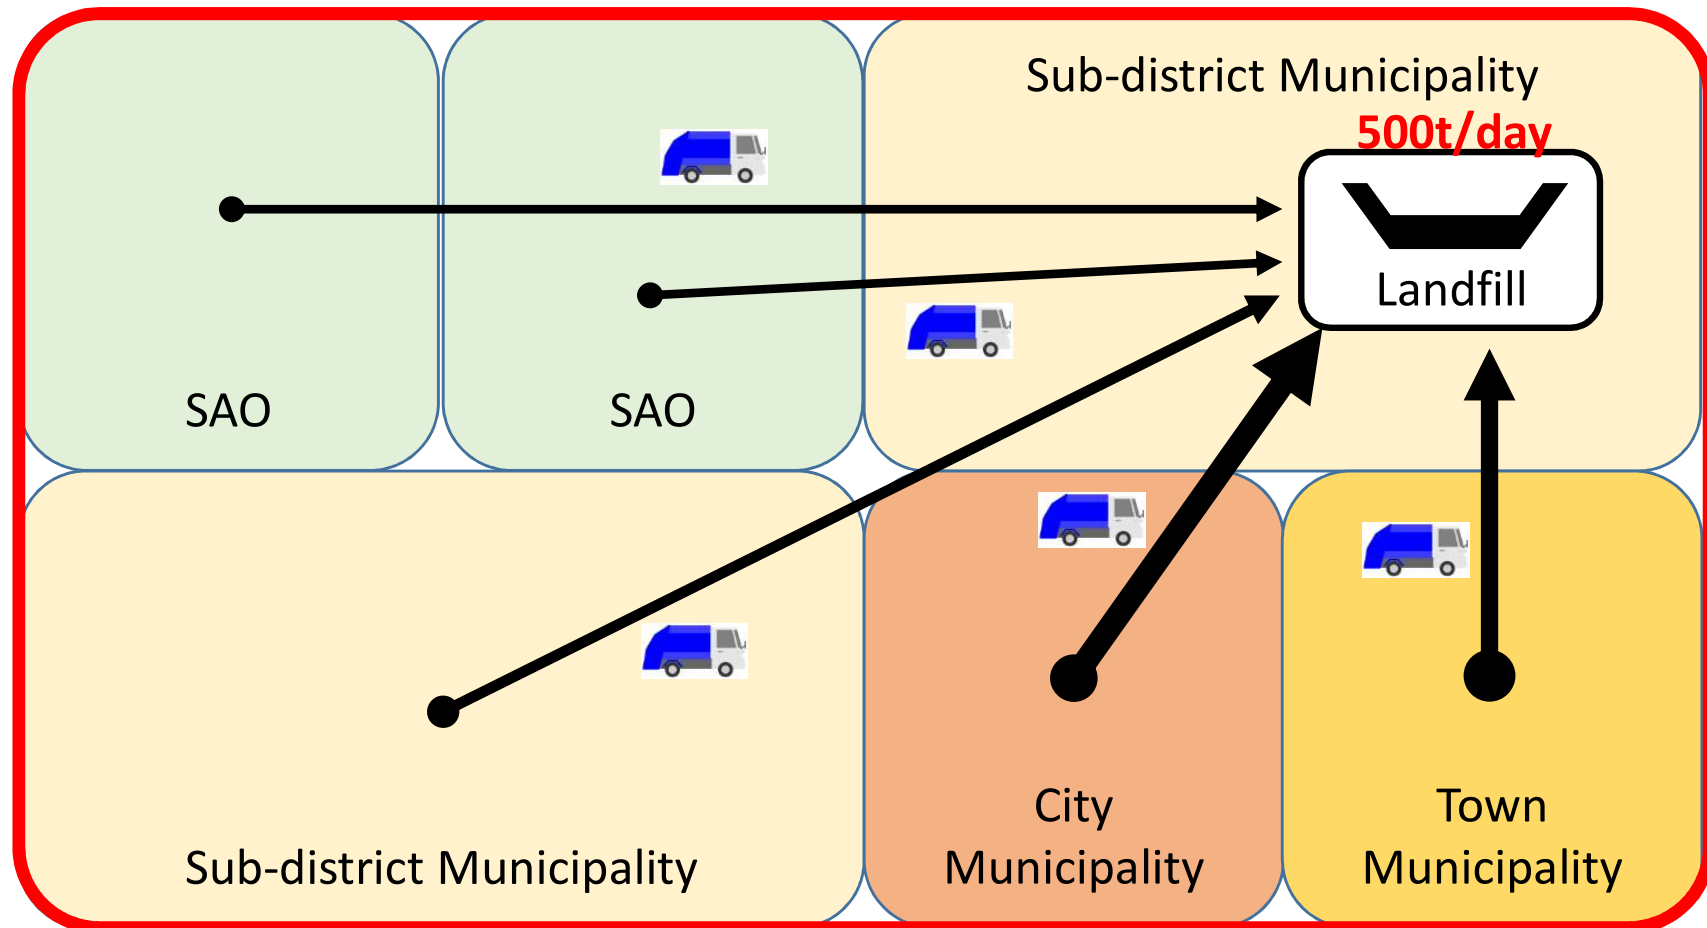 Sub-district Municipality
500t/day
Landfill
SAO
SAO
Sub-district Municipality
City
Municipality
Town
Municipality